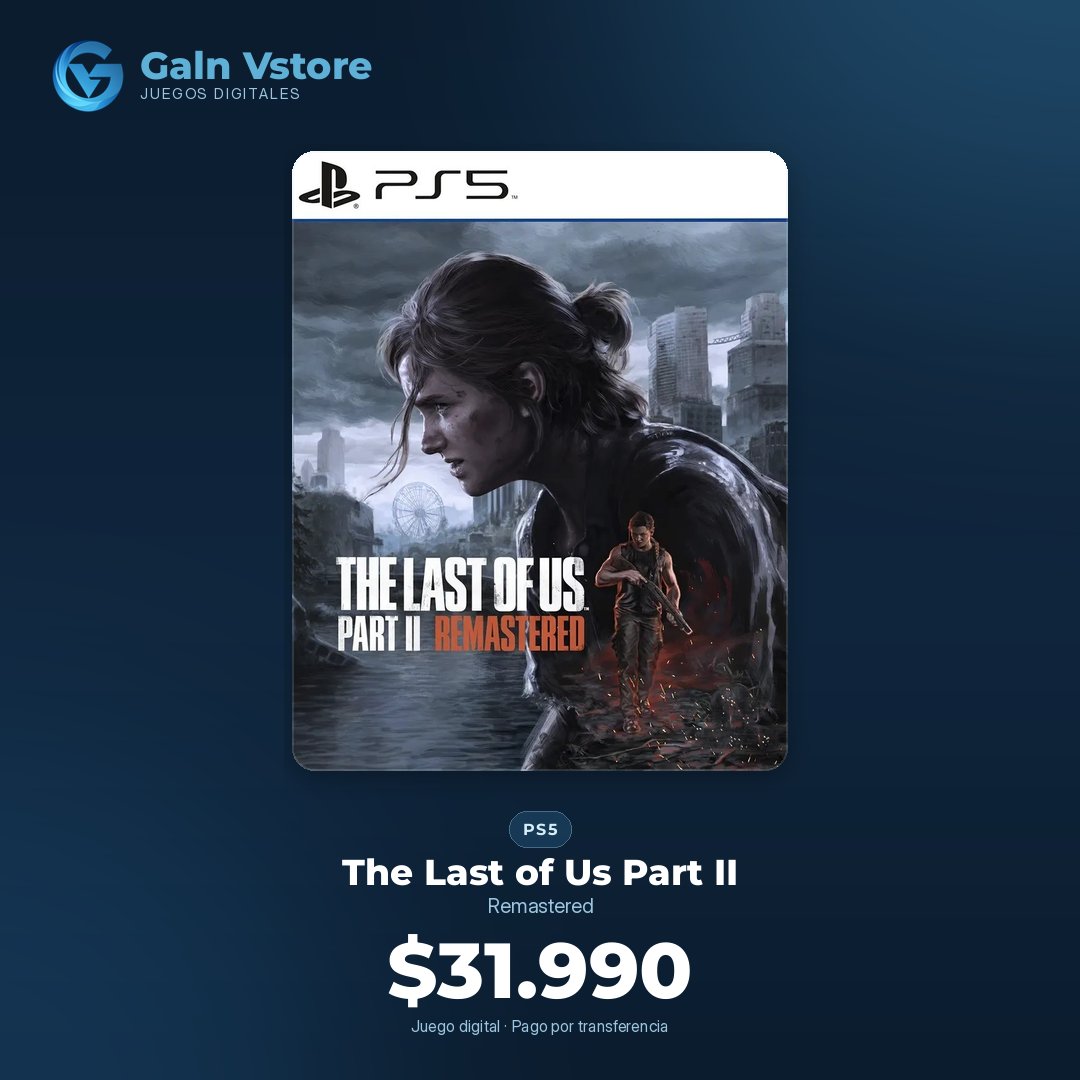 Galn Vstore
JUEGOS DIGITALES
PS5
THE LAST OF US
PART II REMASTERED
PS5
The Last of Us Part II
Remastered
$31.990
Juego digital · Pago por transferencia